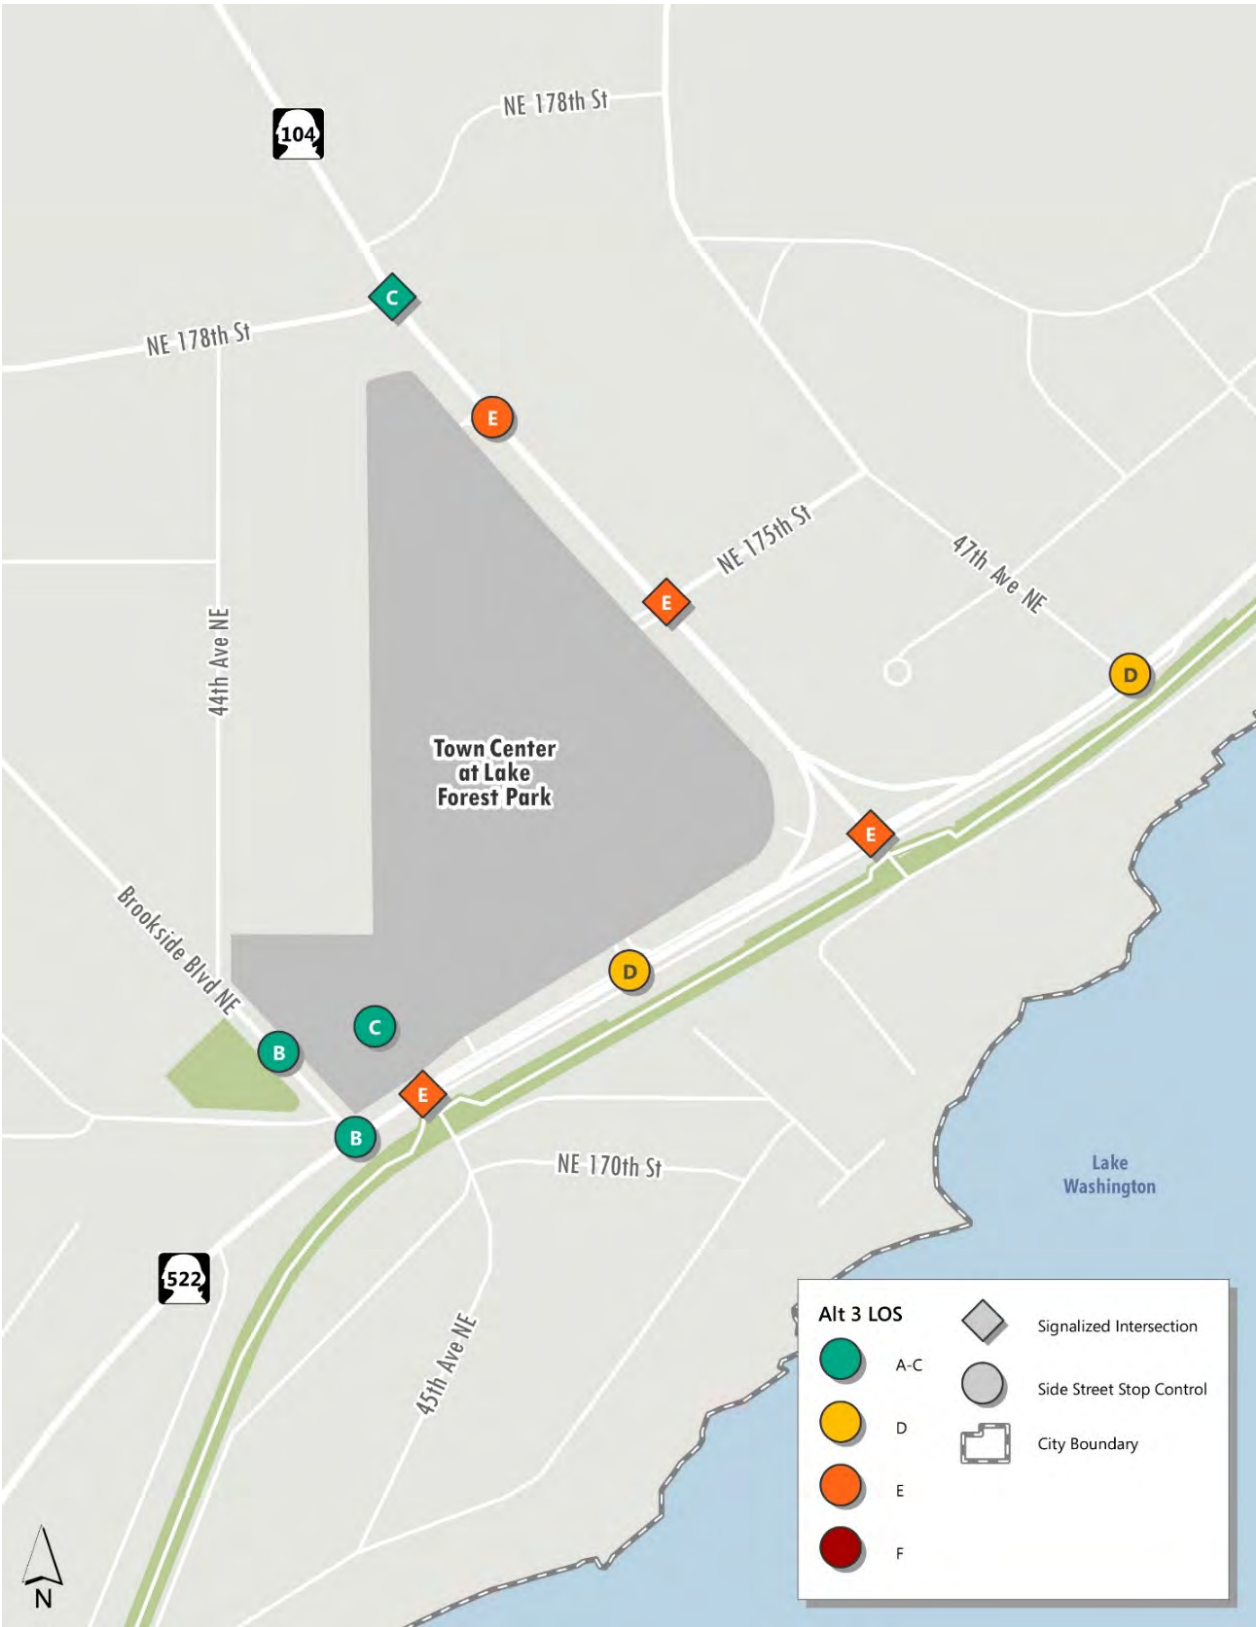 NE 178th St
104
C
NE 178th St
E
NE 175th St
47th Ave NE
E
44th Ave NE
D
Town Center
at Lake
Forest Park
E
Brookside Blvd NE
D
C
B
E
B
NE 170th St
Lake
Washington
522
45th Ave NE
Alt 3 LOS
A-C
D
E
F
Signalized Intersection
Side Street Stop Control
City Boundary
N